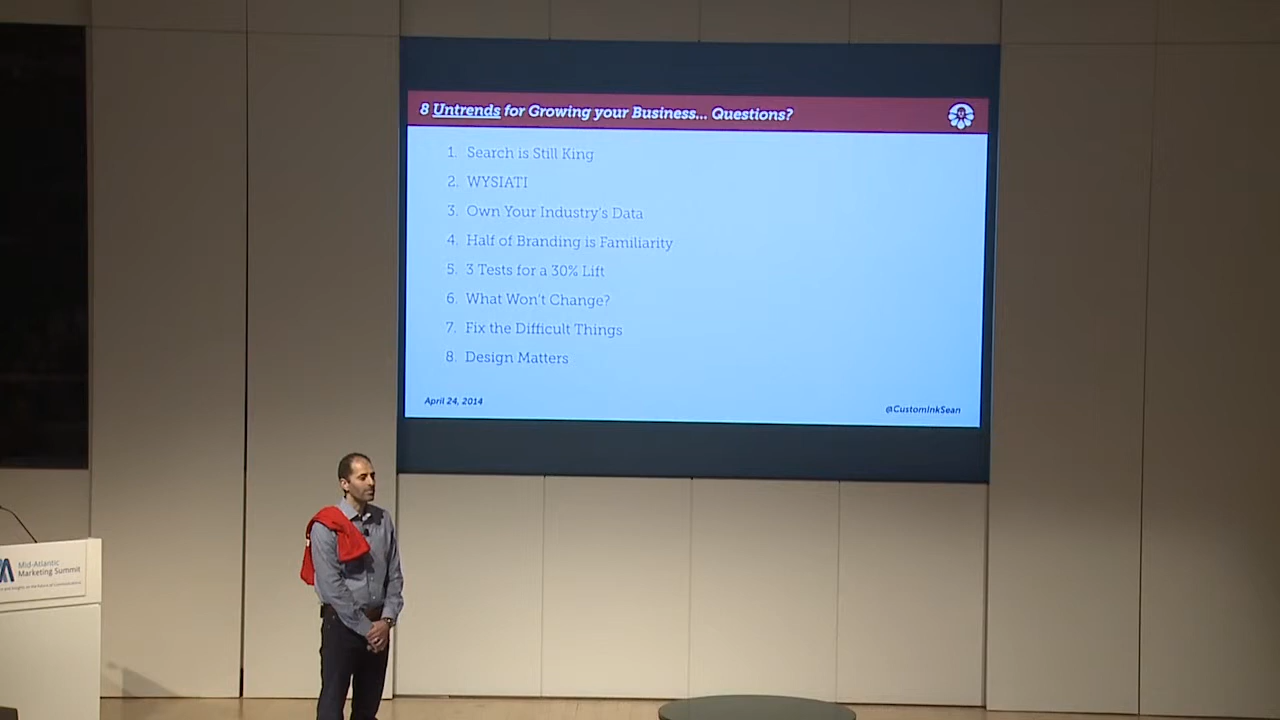 8 Untrends for Growing your Business... Questions?
1. Search is Still King
2. WYSIATI
3. Own Your Industry's Data
4. Half of Branding is Familiarity
5. 3 Tests for a 30% Lift
6. What Won't Change?
7. Fix the Difficult Things
8. Design Matters
April 24, 2014
@CustomInkSean
Mid-Atlantic
Marketing Summit